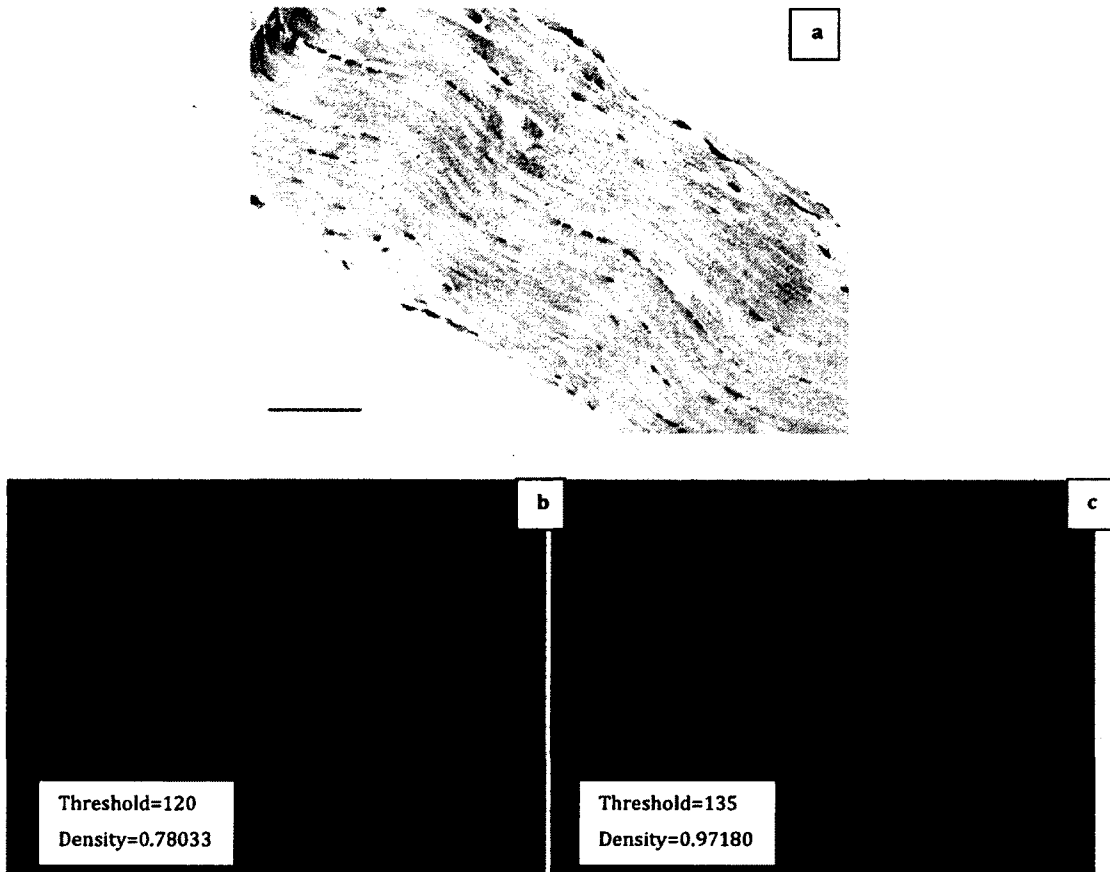 a
b
c
Threshold=120
Density=0.78033
Threshold=135
Density=0.97180